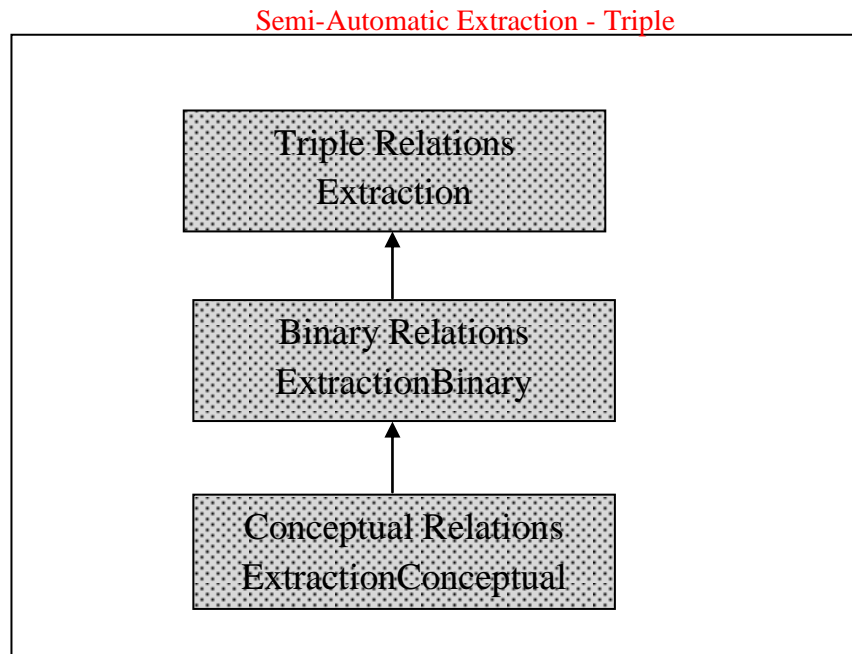 Semi-Automatic Extraction - Triple
Triple Relations
Extraction
Binary Relations
ExtractionBinary
Conceptual Relations
ExtractionConceptual